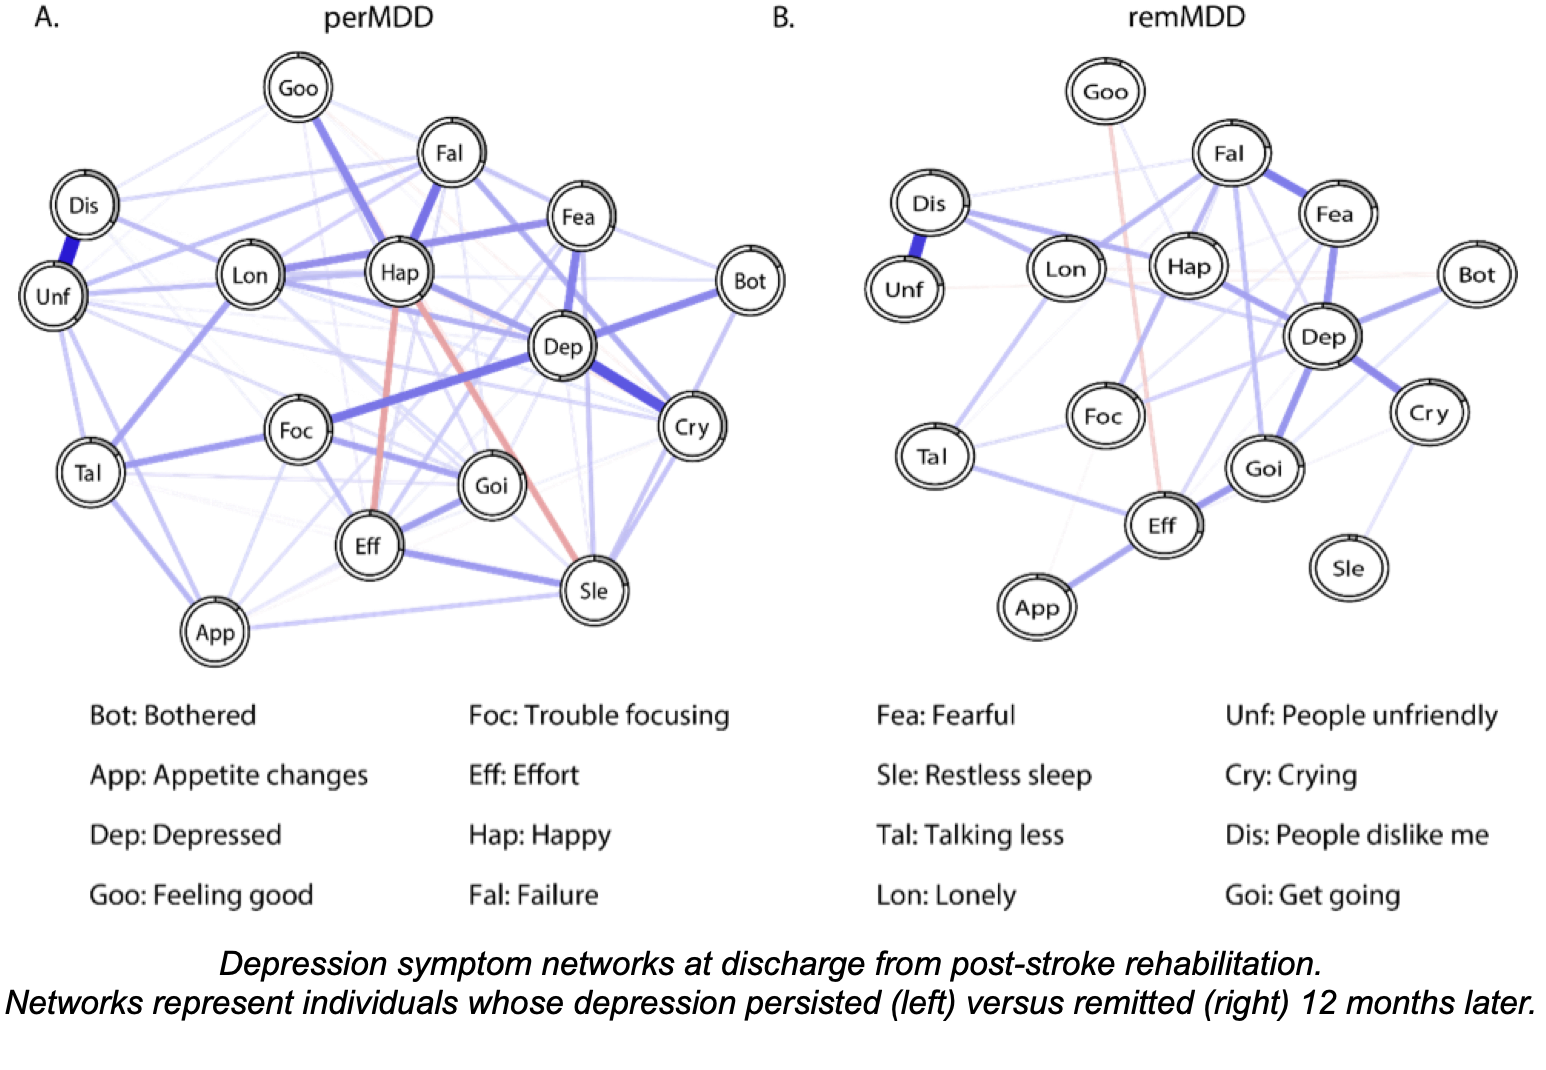 A. perMDD B. remMDD
Goo
Fal
Dis
Fea
Lon
Hap
Bot
Unf
Dep
Foc
Cry
Tal
Goi
Eff
Sle
App
Goo
Fal
Dis
Fea
Lon
Hap
Bot
Unf
Dep
Foc
Cry
Tal
Goi
Eff
Sle
App
Bot: Bothered Foc: Trouble focusing Fea: Fearful Unf: People unfriendly
App: Appetite changes Eff: Effort Sle: Restless sleep Cry: Crying
Dep: Depressed Hap: Happy Tal: Talking less Dis: People dislike me
Goo: Feeling good Fal: Failure Lon: Lonely Goi: Get going
Depression symptom networks at discharge from post-stroke rehabilitation.
Networks represent individuals whose depression persisted (left) versus remitted (right) 12 months later.